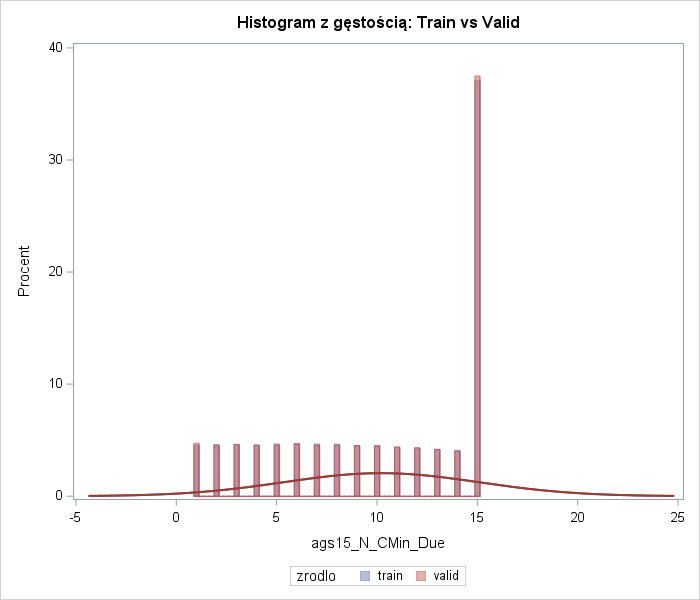 Histogram z gęstością: Train vs Valid
40
30
20
10
0
Procent
-5 0 5 10 15 20 25
ags15_N_CMin_Due
zrodlo train valid